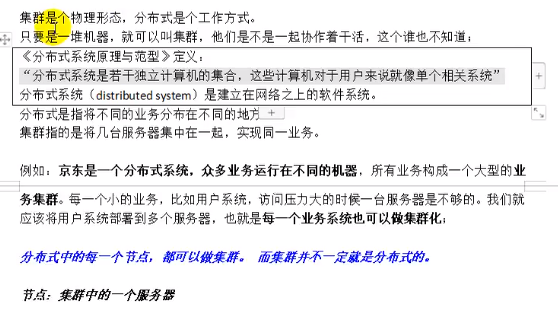 集群是个物理形态，分布式是个工作方式。
只要是一堆机器，就可以叫集群，他们是不是一起协作着干活，这个谁也不知道；
《分布式系统原理与范型》定义：
“分布式系统是若干独立计算机的集合，这些计算机对于用户来说就像单个相关系统”
分布式系统（distributed system）是建立在网络之上的软件系统。
分布式是指将不同的业务分布在不同的地方
集群指的是将几台服务器集中在一起，实现同一业务。
例如：京东是一个分布式系统，众多业务运行在不同的机器，所有业务构成一个大型的业
务集群。每一个小的业务，比如用户系统，访问压力大的时候一台服务器是不够的。我们就
应该将用户系统部署到多个服务器，也就是每一个业务系统也可以做集群化；
分布式中的每一个节点，都可以做集群。 而集群并不一定就是分布式的。
节点：集群中的一个服务器